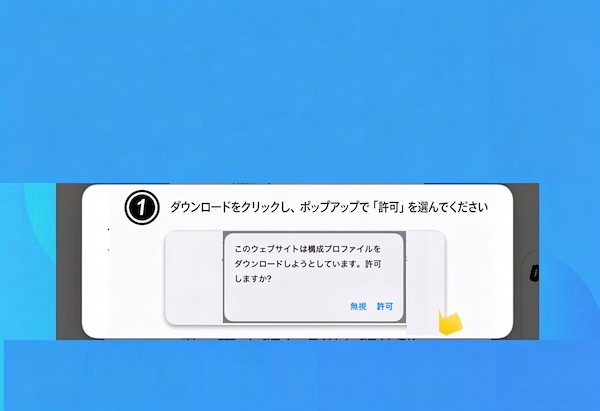 1 ダウンロードをクリックし、ポップアップで「許可」を選んでください
このウェブサイトは構成プロファイルを
ダウンロードしようとしています。許可
しますか?
無視 許可